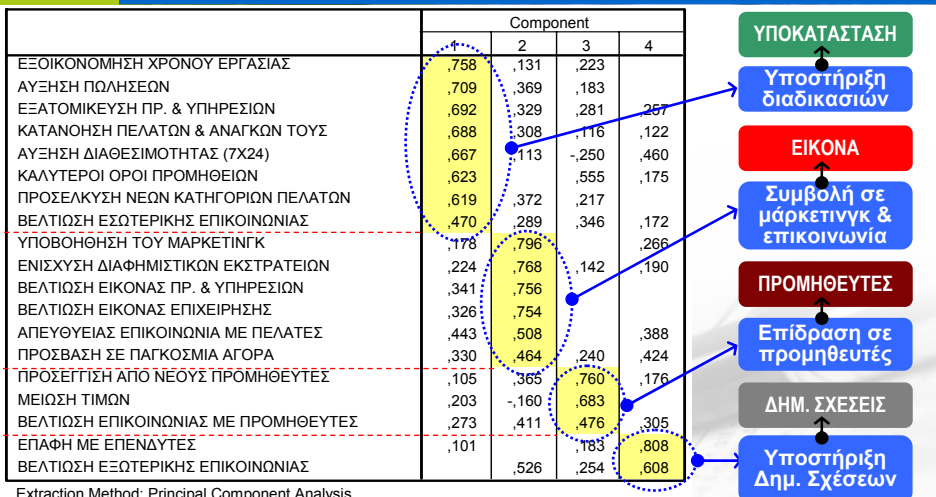 Component
1 2 3 4
ΕΞΟΙΚΟΝΟΜΗΣΗ ΧΡΟΝΟΥ ΕΡΓΑΣΙΑΣ ,758 ,131 ,223
ΑΥΞΗΣΗ ΠΩΛΗΣΕΩΝ ,709 ,369 ,183
ΕΞΑΤΟΜΙΚΕΥΣΗ ΠΡ. & ΥΠΗΡΕΣΙΩΝ ,692 ,329 ,281 ,257
ΚΑΤΑΝΟΗΣΗ ΠΕΛΑΤΩΝ & ΑΝΑΓΚΩΝ ΤΟΥΣ ,688 ,308 ,116 ,122
ΑΥΞΗΣΗ ΔΙΑΘΕΣΙΜΟΤΗΤΑΣ (7Χ24) ,667 ,113 -,250 ,460
ΚΑΛΥΤΕΡΟΙ ΟΡΟΙ ΠΡΟΜΗΘΕΙΩΝ ,623 ,555 ,175
ΠΡΟΣΕΛΚΥΣΗ ΝΕΩΝ ΚΑΤΗΓΟΡΙΩΝ ΠΕΛΑΤΩΝ ,619 ,372 ,217
ΒΕΛΤΙΩΣΗ ΕΣΩΤΕΡΙΚΗΣ ΕΠΙΚΟΙΝΩΝΙΑΣ ,470 ,289 ,346 ,172
ΥΠΟΒΟΗΘΗΣΗ ΤΟΥ ΜΑΡΚΕΤΙΝΓΚ ,178 ,796 ,266
ΕΝΙΣΧΥΣΗ ΔΙΑΦΗΜΙΣΤΙΚΩΝ ΕΚΣΤΡΑΤΕΙΩΝ ,224 ,768 ,142 ,190
ΒΕΛΤΙΩΣΗ ΕΙΚΟΝΑΣ ΠΡ. & ΥΠΗΡΕΣΙΩΝ ,341 ,756
ΒΕΛΤΙΩΣΗ ΕΙΚΟΝΑΣ ΕΠΙΧΕΙΡΗΣΗΣ ,326 ,754
ΑΠΕΥΘΥΕΙΑΣ ΕΠΙΚΟΙΝΩΝΙΑ ΜΕ ΠΕΛΑΤΕΣ ,443 ,508 ,388
ΠΡΟΣΒΑΣΗ ΣΕ ΠΑΓΚΟΣΜΙΑ ΑΓΟΡΑ ,330 ,464 ,240 ,424
ΠΡΟΣΕΓΓΙΣΗ ΑΠΟ ΝΕΟΥΣ ΠΡΟΜΗΘΕΥΤΕΣ ,105 ,365 ,760 ,176
ΜΕΙΩΣΗ ΤΙΜΩΝ ,203 -,160 ,683
ΒΕΛΤΙΩΣΗ ΕΠΙΚΟΙΝΩΝΙΑΣ ΜΕ ΠΡΟΜΗΘΕΥΤΕΣ ,273 ,411 ,476 ,305
ΕΠΑΦΗ ΜΕ ΕΠΕΝΔΥΤΕΣ ,101 ,183 ,808
ΒΕΛΤΙΩΣΗ ΕΞΩΤΕΡΙΚΗΣ ΕΠΙΚΟΙΝΩΝΙΑΣ ,526 ,254 ,608
Extraction Method: Principal Component Analysis
ΥΠΟΚΑΤΑΣΤΑΣΗ
Υποστήριξη
διαδικασιών
ΕΙΚΟΝΑ
Συμβολή σε
μάρκετινγκ &
επικοινωνία
ΠΡΟΜΗΘΕΥΤΕΣ
Επίδραση σε
προμηθευτές
ΔΗΜ. ΣΧΕΣΕΙΣ
Υποστήριξη
Δημ. Σχέσεων